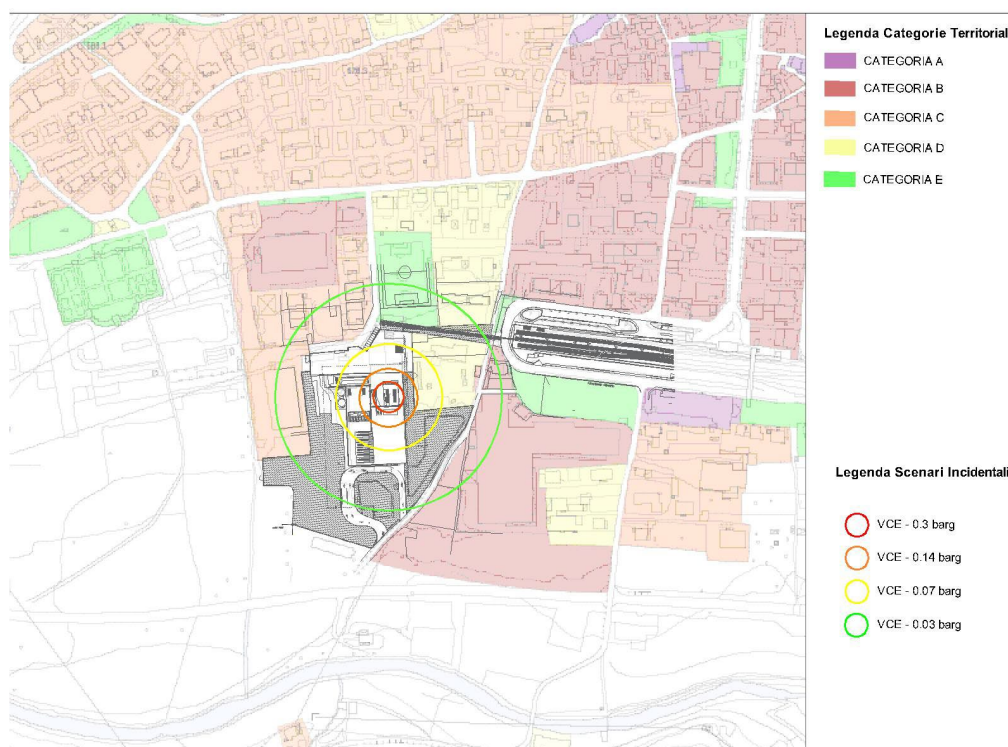 Legenda Categorie Territorial
CATEGORIA A
CATEGORIA B
CATEGORIA C
CATEGORIA D
CATEGORIA E
Legenda Scenari Incidentali
VCE - 0.3 barg
VCE - 0.14 barg
VCE - 0.07 barg
VCE - 0.03 barg